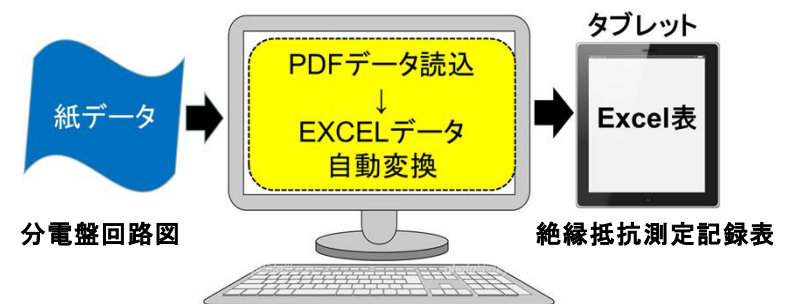 紙データ
分電盤回路図
PDFデータ読込
↓
EXCELデータ
自動変換
タブレット
Excel表
絶縁抵抗測定記録表